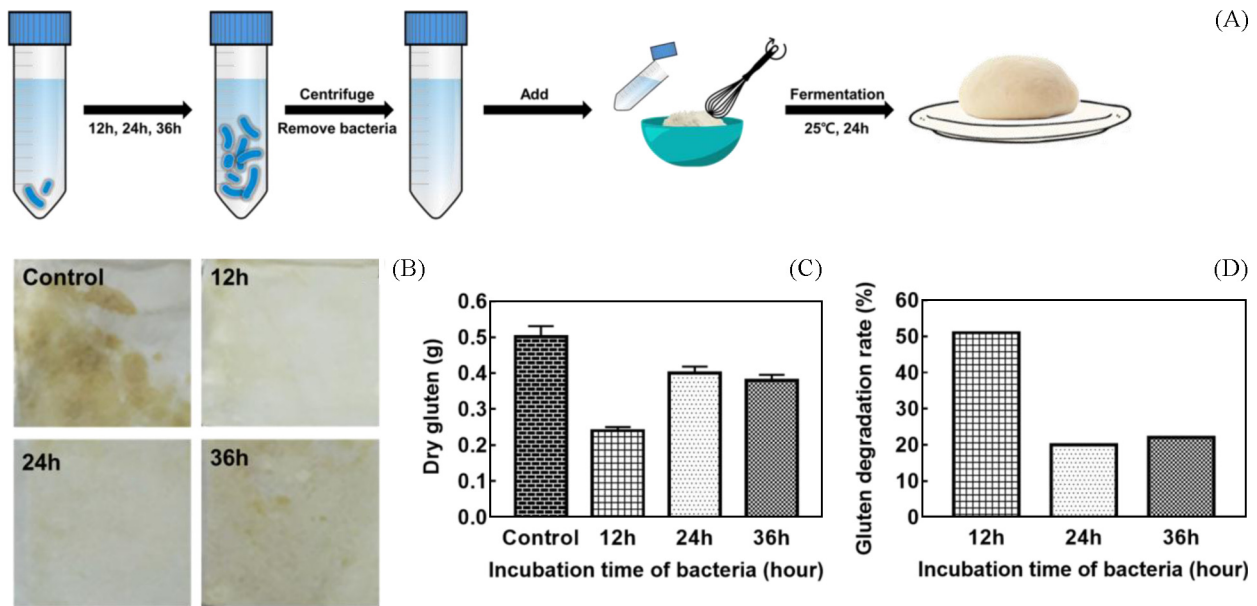 (A)
12h, 24h, 36h
Centrifuge
Remove bacteria
Add
Fermentation
25℃, 24h
(B)
Control
12h
24h
36h
(C)
Dry gluten (g)
0.6
0.5
0.4
0.3
0.2
0.1
0.0
Control 12h 24h 36h
Incubation time of bacteria (hour)
(D)
Gluten degradation rate (%)
60
50
40
30
20
10
0
12h 24h 36h
Incubation time of bacteria (hour)